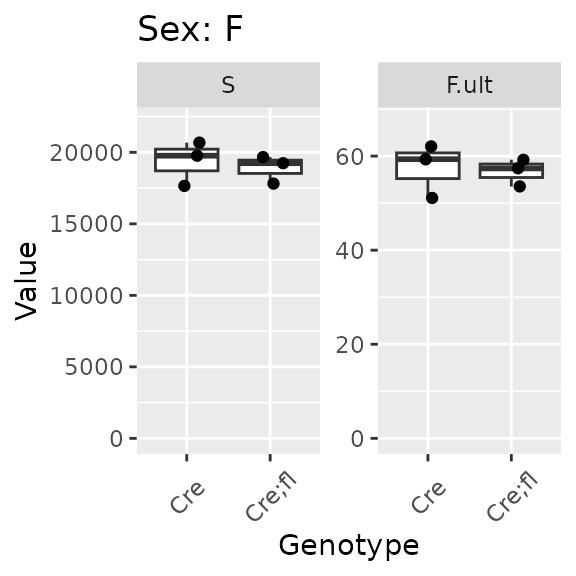 Sex: F
S
F.ult
Value
20000
15000
10000
5000
0
60
40
20
0
Cre
Cre;fl
Cre
Cre;fl
Genotype